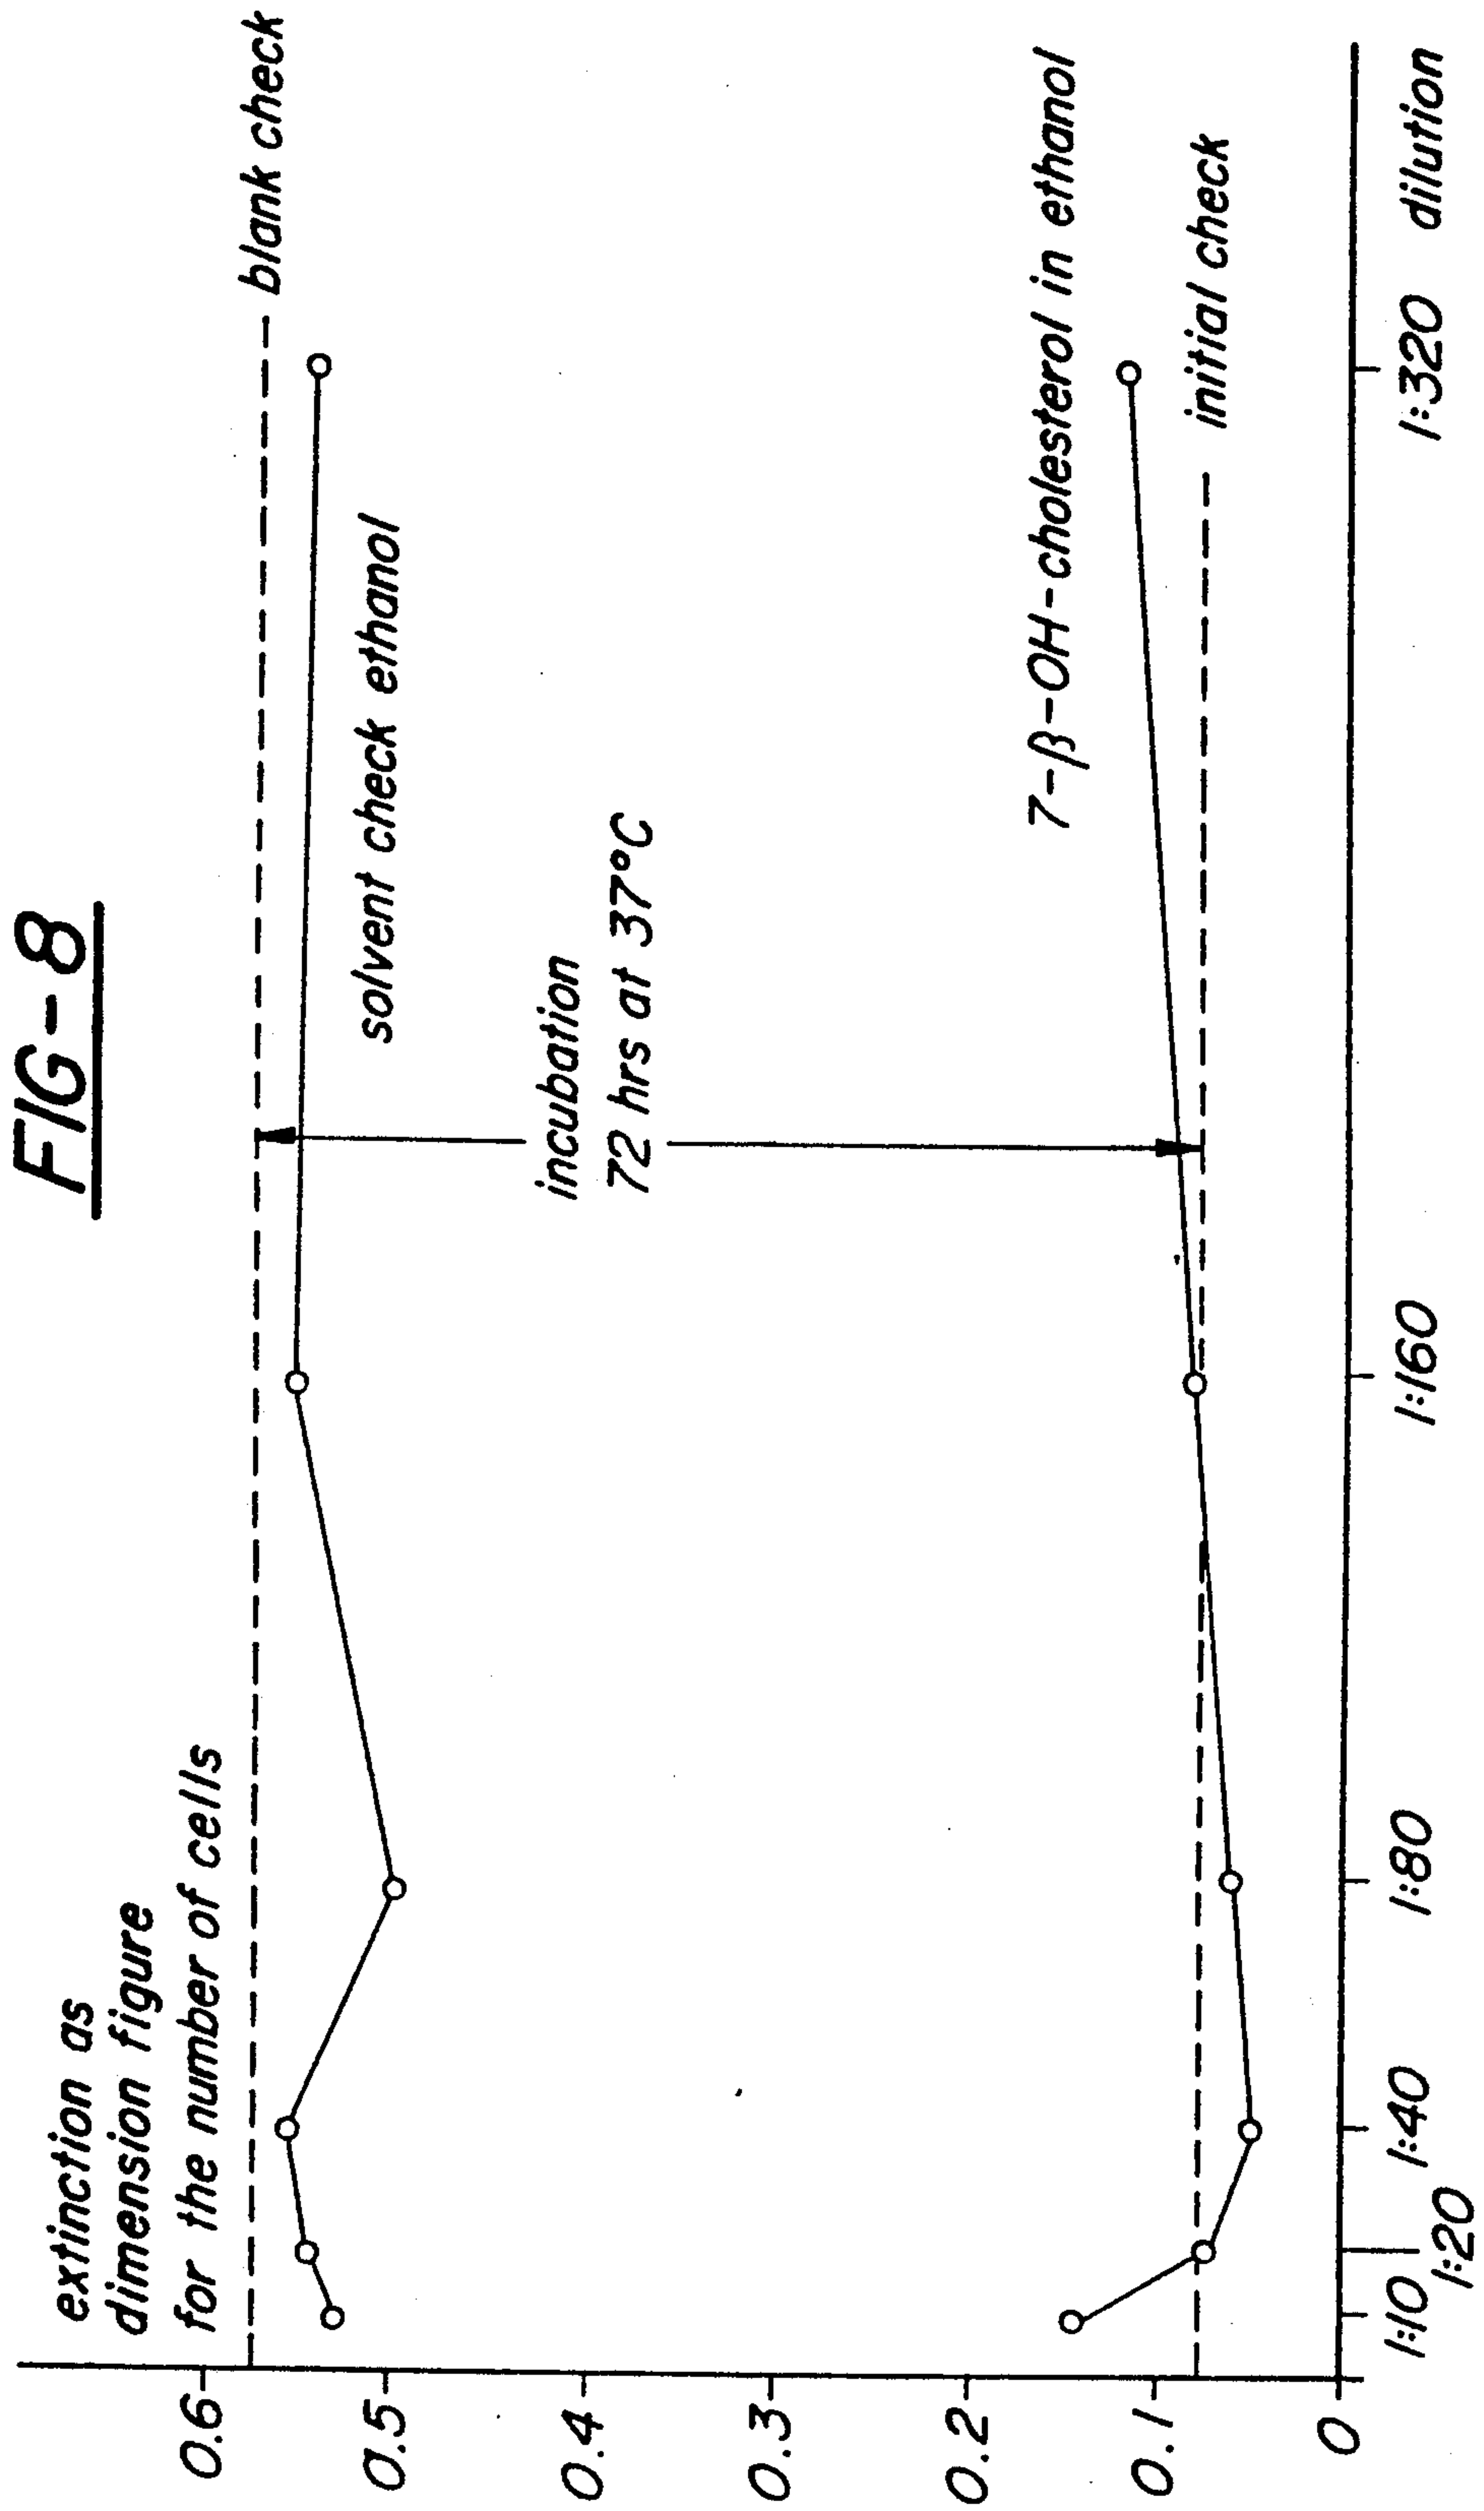 FIG-8
extinction as
dimension figure
for the number of cells
blank check
solvent check ethanol
incubation
72 hrs at 37°C
7-β-OH-cholesterol in ethanol
initial check
0.6
0.5
0.4
0.3
0.2
0.1
0
1:10
1:20
1:40
1:80
1:160
1:320
dilution